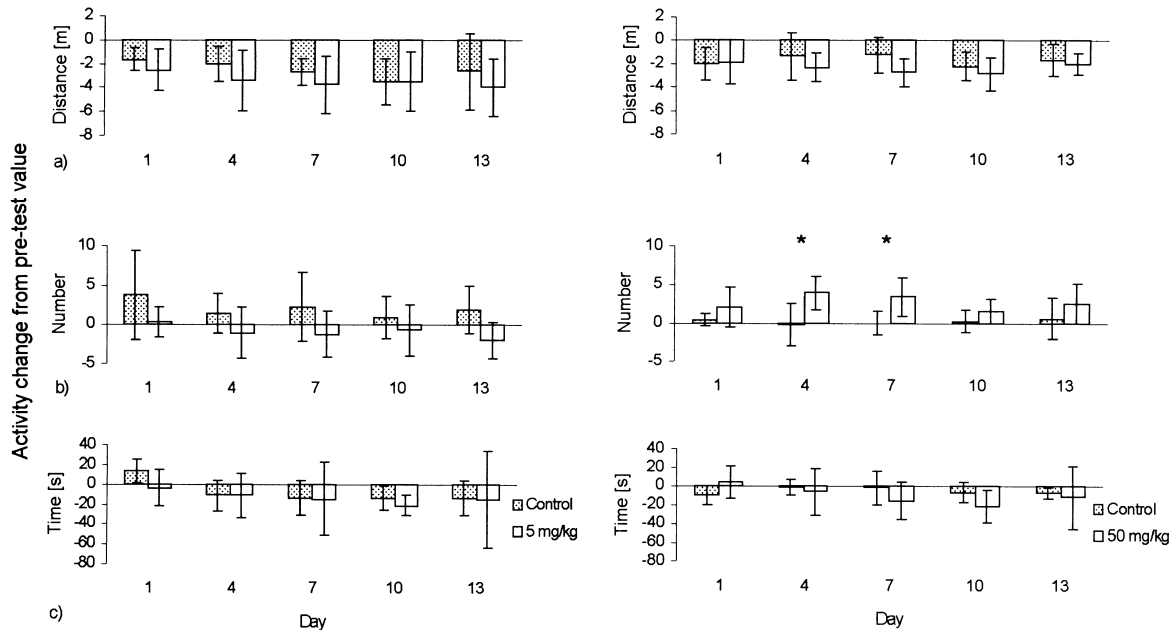 Activity change from pre-test value
Distance [m]
2
0
-2
-4
-6
-8
a)
1 4 7 10 13
Distance [m]
2
0
-2
-4
-6
-8
1 4 7 10 13
Number
10
5
0
-5
b)
1 4 7 10 13
Number
10
5
0
-5
* *
1 4 7 10 13
Time [s]
40
20
0
-20
-40
-60
-80
Control
5 mg/kg
1 4 7 10 13
c)
Day
Time [s]
40
20
0
-20
-40
-60
-80
Control
50 mg/kg
1 4 7 10 13
Day